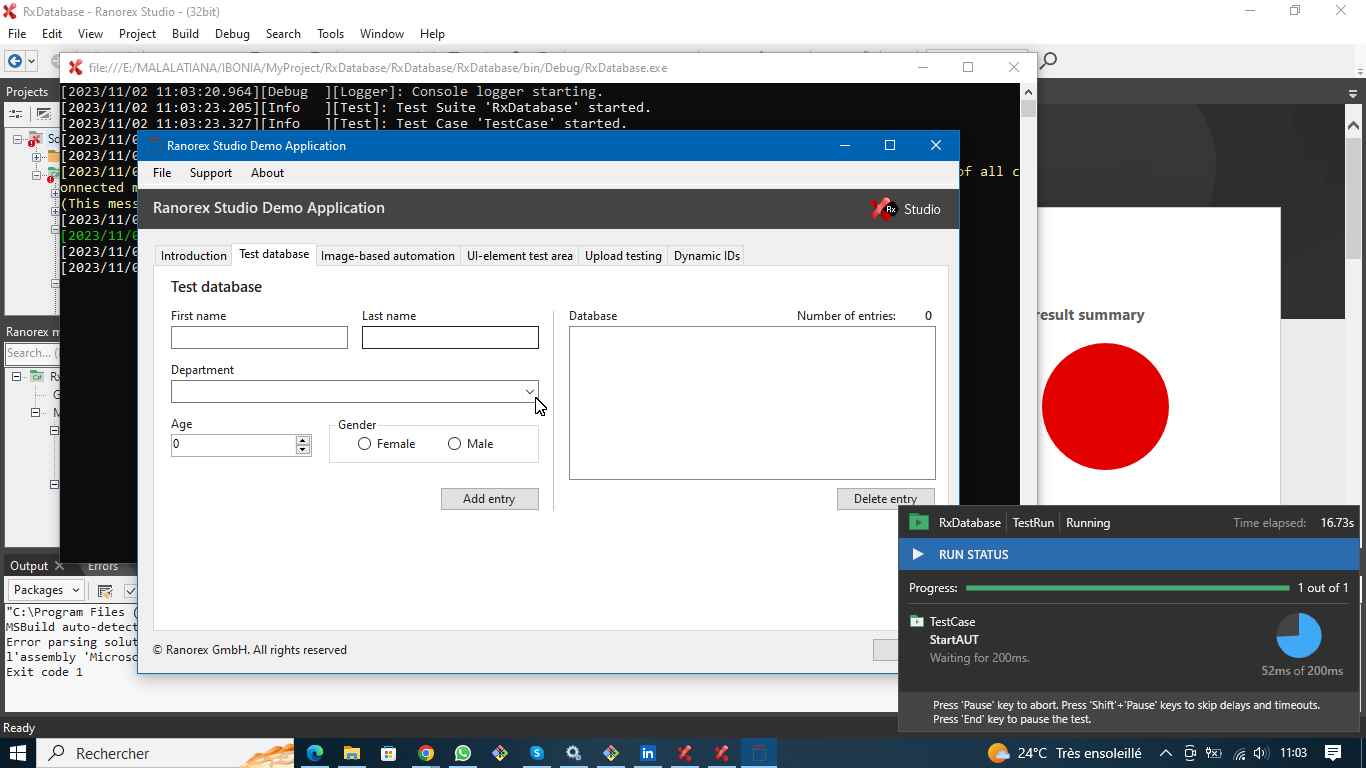 RxDatabase - Ranorex Studio - (32bit)
File Edit View Project Build Debug Search Tools Window Help
file:///E:/MALALATIANA/IBONIA/MyProject/RxDatabase/RxDatabase/RxDatabase/bin/Debug/RxDatabase.exe
Projects
[2023/11/02 11:03:20.964][Debug ][Logger]: Console logger starting.
[2023/11/02 11:03:23.205][Info ][Test]: Test Suite 'RxDatabase' started.
[2023/11/02 11:03:23.327][Info ][Test]: Test Case 'TestCase' started.
[2023/11/0
[2023/11/0
[2023/11/0 of all c
onnected m
(This mess
[2023/11/0
[2023/11/0
[2023/11/0
[2023/11/0
Ranorex Studio Demo Application
File Support About
Ranorex Studio Demo Application
Rx Studio
Introduction Test database Image-based automation UI-element test area Upload testing Dynamic IDs
Test database
First name Last name
Department
Age
0
Gender
Female Male
Add entry
Database Number of entries: 0
Delete entry
© Ranorex GmbH. All rights reserved
result summary
Ranorex m
Search...
Output Errors
Packages
"C:\Program Files (
MSBuild auto-detect
Error parsing solut
l'assembly 'Microso
Exit code 1
Ready
RxDatabase TestRun Running Time elapsed: 16.73s
RUN STATUS
Progress: 1 out of 1
TestCase
StartAUT
Waiting for 200ms.
52ms of 200ms
Press 'Pause' key to abort. Press 'Shift'+'Pause' keys to skip delays and timeouts.
Press 'End' key to pause the test.
Rechercher
24°C Très ensoleillé 11:03